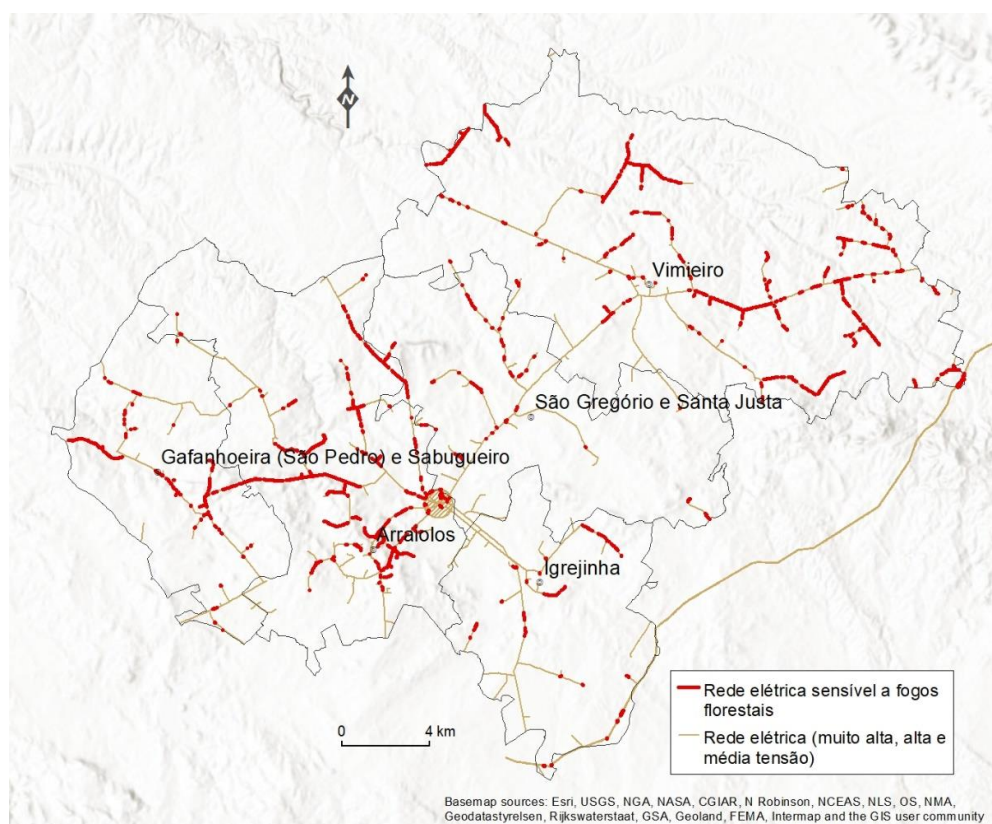 N
Vimieiro
São Gregório e Santa Justa
Gafanhoeira (São Pedro) e Sabugueiro
Arraiolos
Igrejinha
Rede elétrica sensível a fogos
florestais
Rede elétrica (muito alta, alta e
média tensão)
0 4 km
Basemap sources: Esri, USGS, NGA, NASA, CGIAR, N Robinson, NCEAS, NLS, OS, NMA,
Geodatastyrelsen, Rijkswaterstaat, GSA, Geoland, FEMA, Intermap and the GIS user community